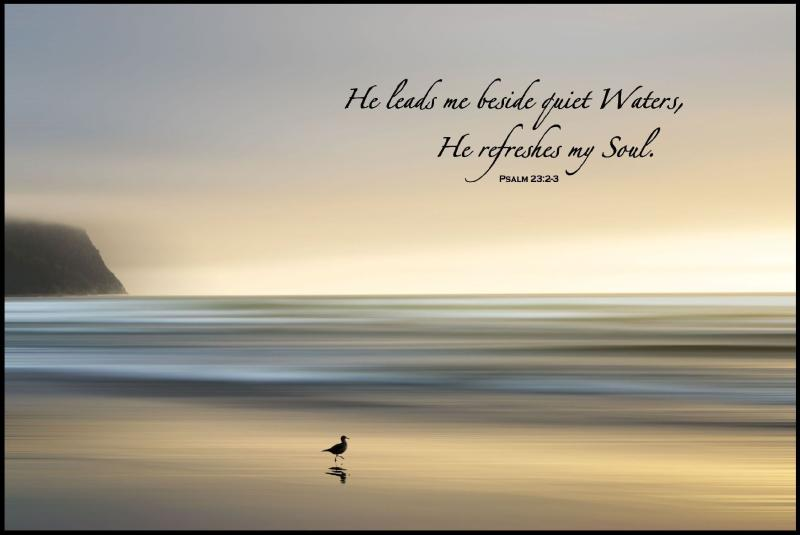 He leads me beside quiet Waters,
He refreshes my Soul.
Psalm 23:2-3